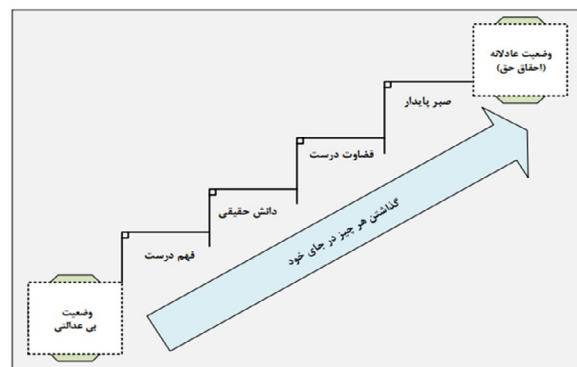 وضعیت عادلانه
(احقاق حق)
صبر پایدار
قضاوت درست
دانش حقیقی
فهم درست
گذاشتن هر چیز در جای خود
وضعیت
بی عدالتی